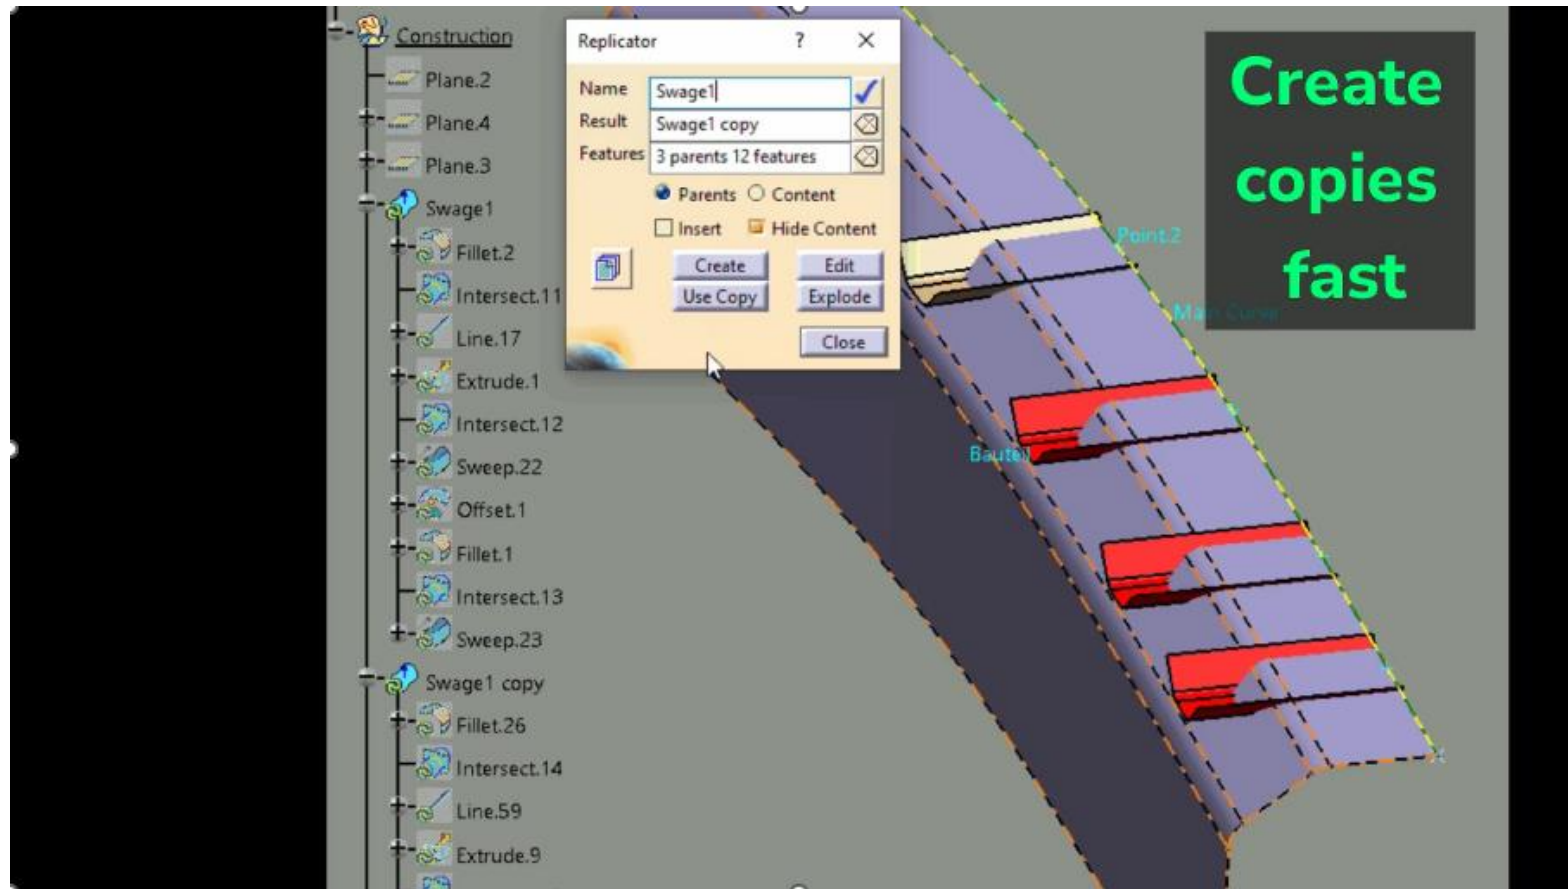 Construction
Plane.2
Plane.4
Plane.3
Swage1
Fillet.2
Intersect.11
Line.17
Extrude.1
Intersect.12
Sweep.22
Offset.1
Fillet.1
Intersect.13
Sweep.23
Swage1 copy
Fillet.26
Intersect.14
Line.59
Extrude.9
Replicator ?
Name Swage1
Result Swage1 copy
Features 3 parents 12 features
Parents Content
Insert Hide Content
Create Edit
Use Copy Explode
Close
Point.2
Main Curve
Bauteil
Create
copies
fast